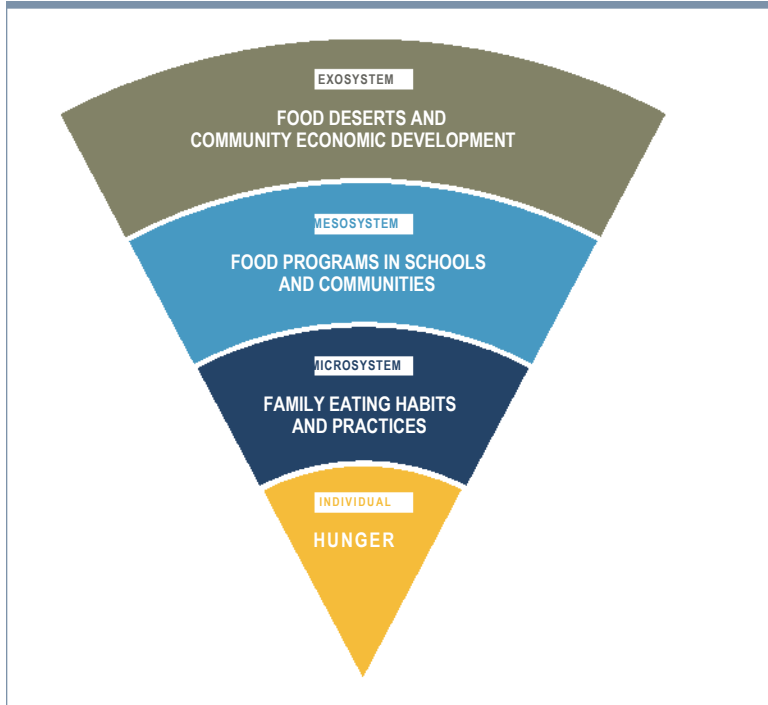 EXOSYSTEM
FOOD DESERTS AND
COMMUNITY ECONOMIC DEVELOPMENT
MESOSYSTEM
FOOD PROGRAMS IN SCHOOLS
AND COMMUNITIES
MICROSYSTEM
FAMILY EATING HABITS
AND PRACTICES
INDIVIDUAL
HUNGER